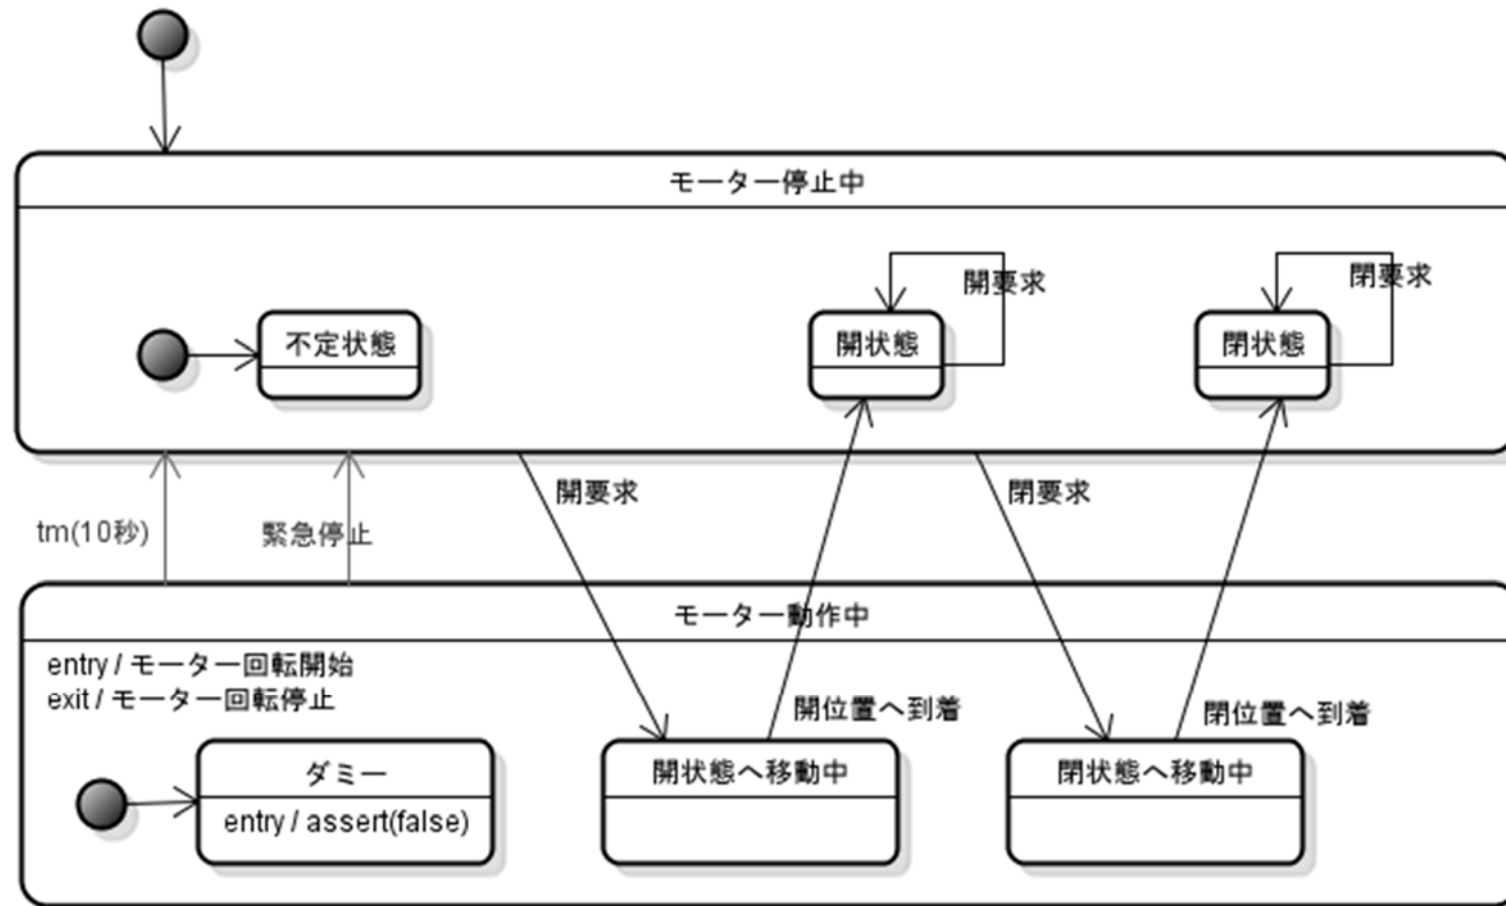 モーター停止中
開要求
閉要求
不定状態
開状態
閉状態
開要求
閉要求
tm(10秒)
緊急停止
モーター動作中
entry / モーター回転開始
exit / モーター回転停止
開位置へ到着
閉位置へ到着
ダミー
開状態へ移動中
閉状態へ移動中
entry / assert(false)